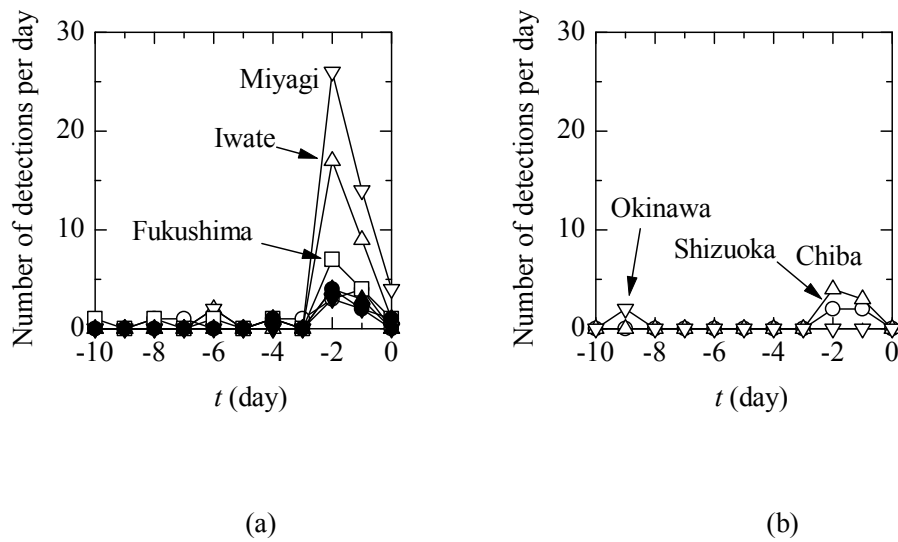 Number of detections per day
30
20
10
0
Miyagi
Iwate
Fukushima
-10 -8 -6 -4 -2 0
t (day)
(a)
Number of detections per day
30
20
10
0
Okinawa
Shizuoka Chiba
-10 -8 -6 -4 -2 0
t (day)
(b)